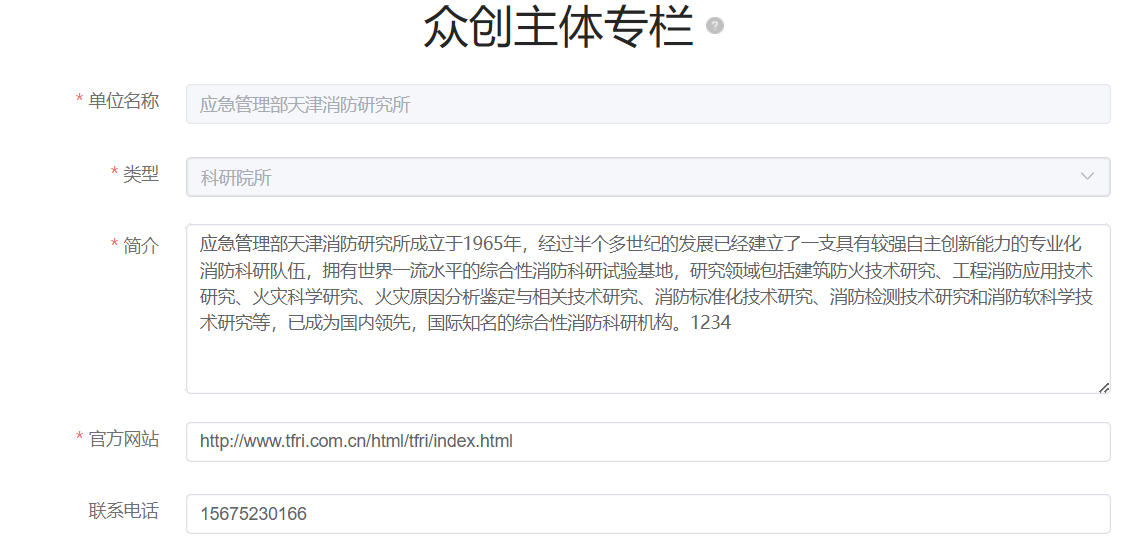 众创主体专栏 ?
* 单位名称 应急管理部天津消防研究所
* 类型 科研院所
* 简介 应急管理部天津消防研究所成立于1965年，经过半个多世纪的发展已经建立了一支具有较强自主创新能力的专业化
消防科研队伍，拥有世界一流水平的综合性消防科研试验基地，研究领域包括建筑防火技术研究、工程消防应用技术
研究、火灾科学研究、火灾原因分析鉴定与相关技术研究、消防标准化技术研究、消防检测技术研究和消防软科学技
术研究等，已成为国内领先，国际知名的综合性消防科研机构。1234
* 官方网站 http://www.tfri.com.cn/html/tfri/index.html
联系电话 15675230166